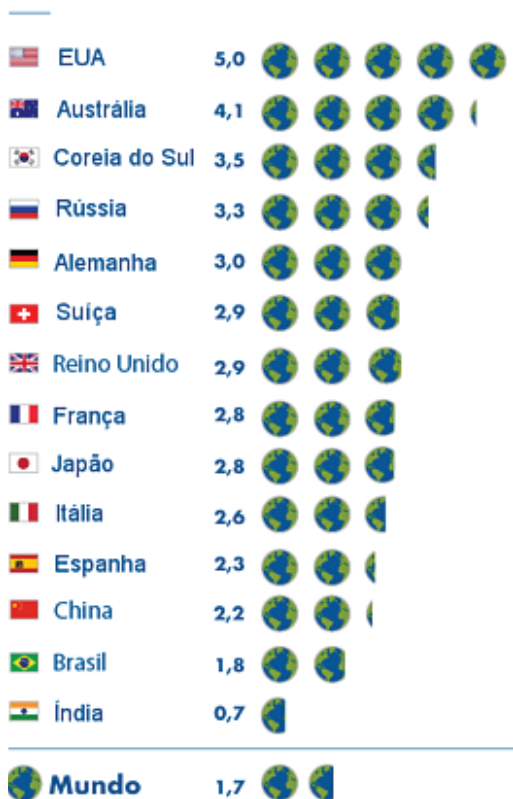 EUA 5,0
Austrália 4,1
Coreia do Sul 3,5
Rússia 3,3
Alemanha 3,0
Suíça 2,9
Reino Unido 2,9
França 2,8
Japão 2,8
Itália 2,6
Espanha 2,3
China 2,2
Brasil 1,8
Índia 0,7
Mundo 1,7